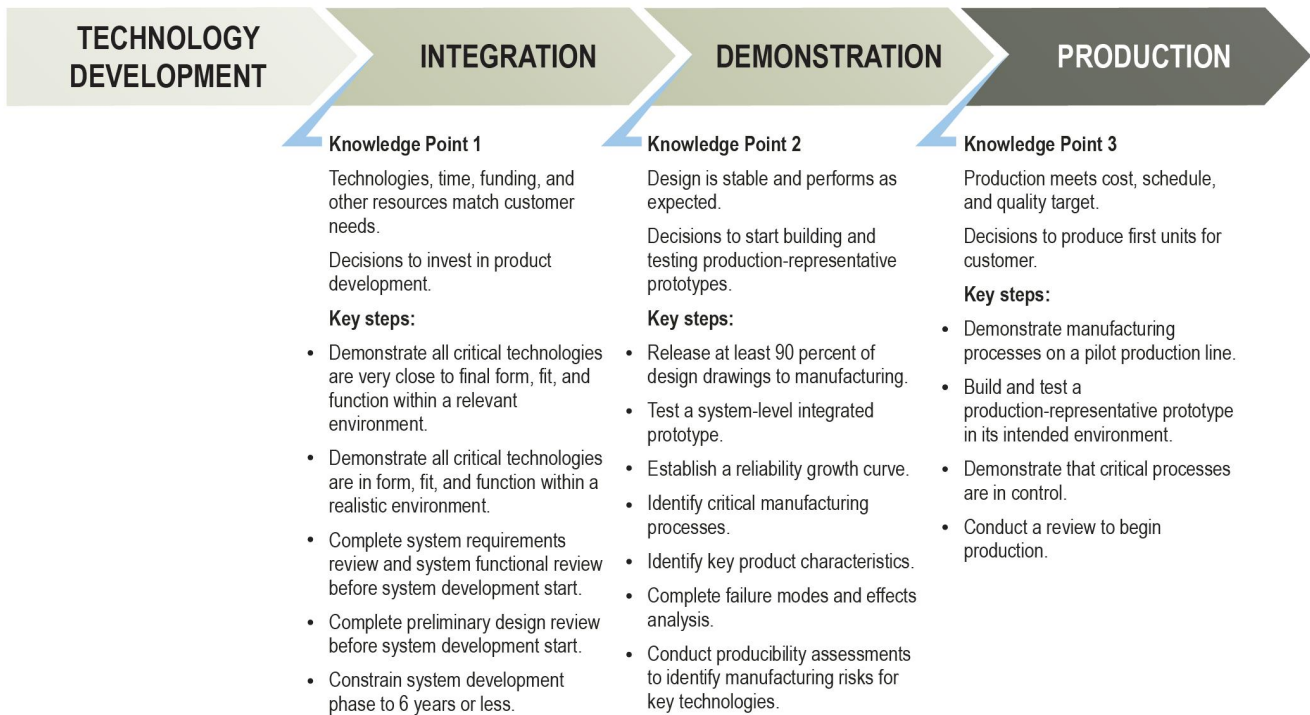 TECHNOLOGY
DEVELOPMENT
INTEGRATION
DEMONSTRATION
PRODUCTION
Knowledge Point 1
Technologies, time, funding, and
other resources match customer
needs.
Decisions to invest in product
development.
Key steps:
• Demonstrate all critical technologies
are very close to final form, fit, and
function within a relevant
environment.
• Demonstrate all critical technologies
are in form, fit, and function within a
realistic environment.
• Complete system requirements
review and system functional review
before system development start.
• Complete preliminary design review
before system development start.
• Constrain system development
phase to 6 years or less.
Knowledge Point 2
Design is stable and performs as
expected.
Decisions to start building and
testing production-representative
prototypes.
Key steps:
• Release at least 90 percent of
design drawings to manufacturing.
• Test a system-level integrated
prototype.
• Establish a reliability growth curve.
• Identify critical manufacturing
processes.
• Identify key product characteristics.
• Complete failure modes and effects
analysis.
• Conduct producibility assessments
to identify manufacturing risks for
key technologies.
Knowledge Point 3
Production meets cost, schedule,
and quality target.
Decisions to produce first units for
customer.
Key steps:
• Demonstrate manufacturing
processes on a pilot production line.
• Build and test a
production-representative prototype
in its intended environment.
• Demonstrate that critical processes
are in control.
• Conduct a review to begin
production.